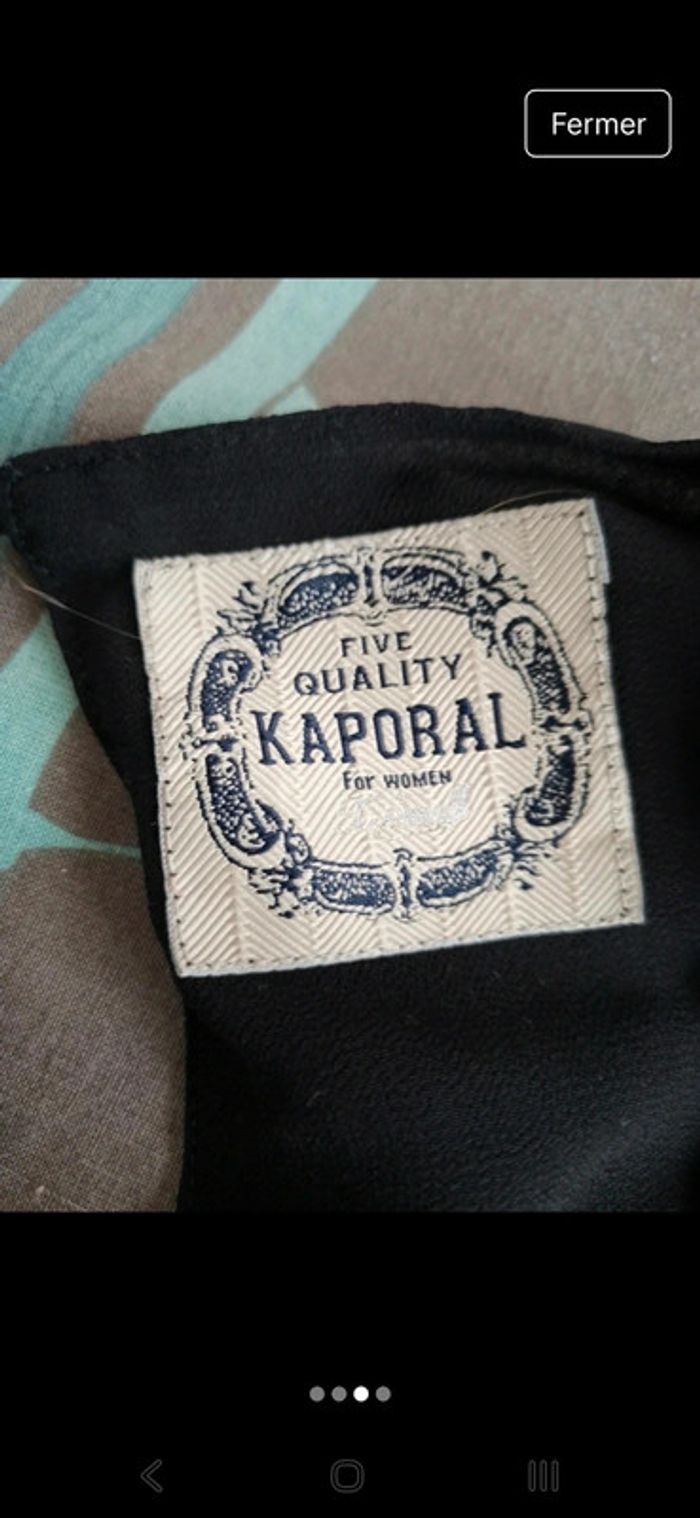 Fermer
FIVE
QUALITY
KAPORAL
For WOMEN